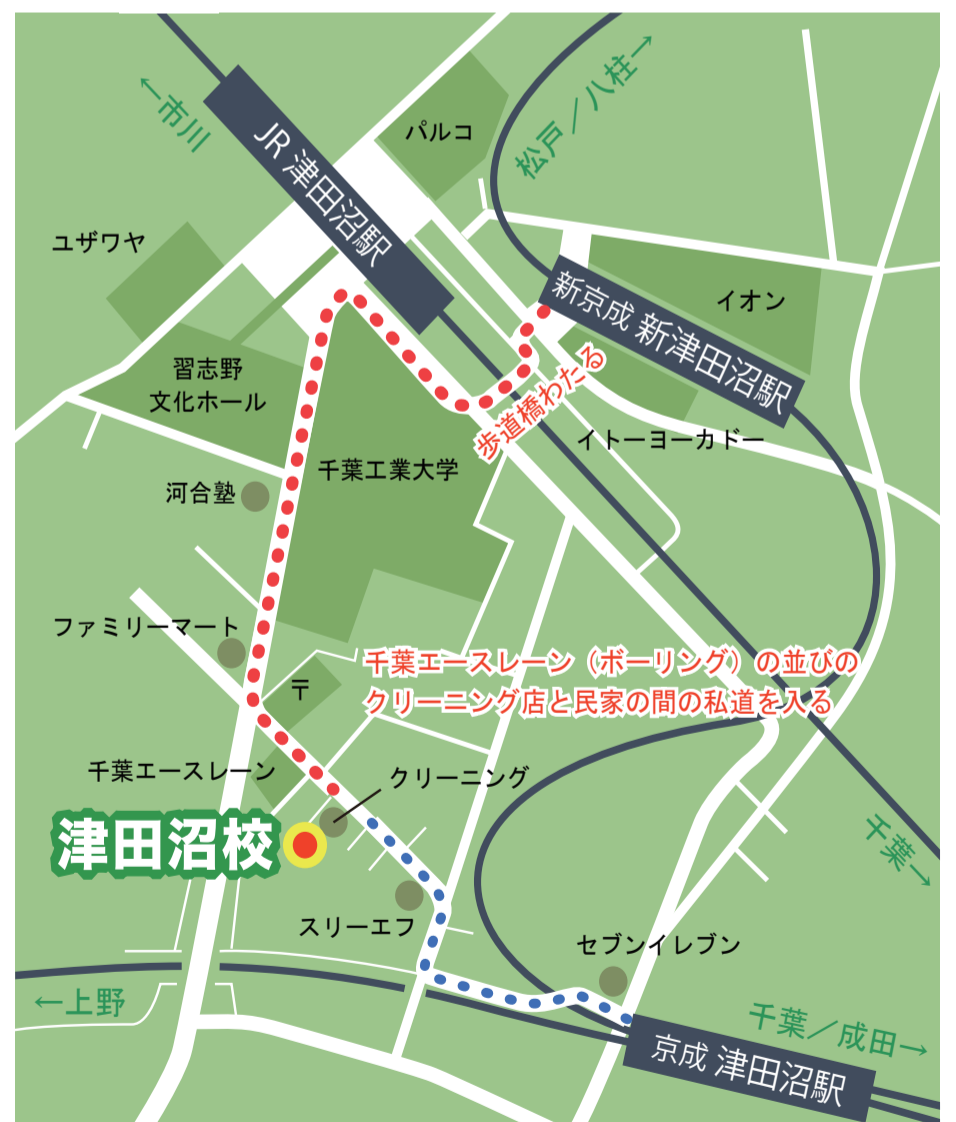 ←市川
JR 津田沼駅
パルコ
松戸／八柱→
ユザワヤ
新京成 新津田沼駅
イオン
習志野
文化ホール
歩道橋わたる
イトーヨーカドー
千葉工業大学
河合塾
ファミリーマート
〒
千葉エースレーン（ボーリング）の並びの
クリーニング店と民家の間の私道を入る
千葉エースレーン
クリーニング
津田沼校
千葉→
スリーエフ
セブンイレブン
←上野
千葉／成田→
京成 津田沼駅